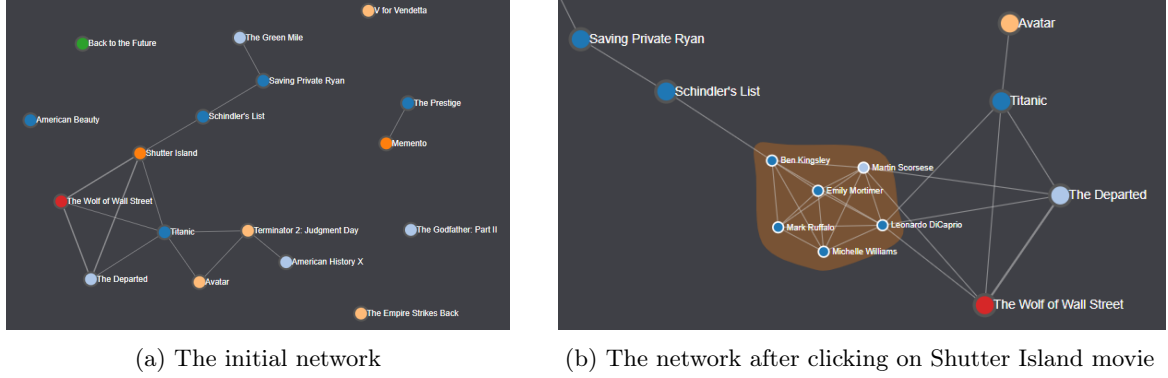 V for Vendetta
The Green Mile
Back to the Future
Saving Private Ryan
The Prestige
Schindler's List
American Beauty
Memento
Shutter Island
The Wolf of Wall Street
Titanic
Terminator 2: Judgment Day
The Godfather: Part II
American History X
The Departed
Avatar
The Empire Strikes Back
(a) The initial network
Avatar
Saving Private Ryan
Schindler's List
Titanic
Ben Kingsley
Martin Scorsese
Emily Mortimer
The Departed
Mark Ruffalo
Leonardo DiCaprio
Michelle Williams
The Wolf of Wall Street
(b) The network after clicking on Shutter Island movie